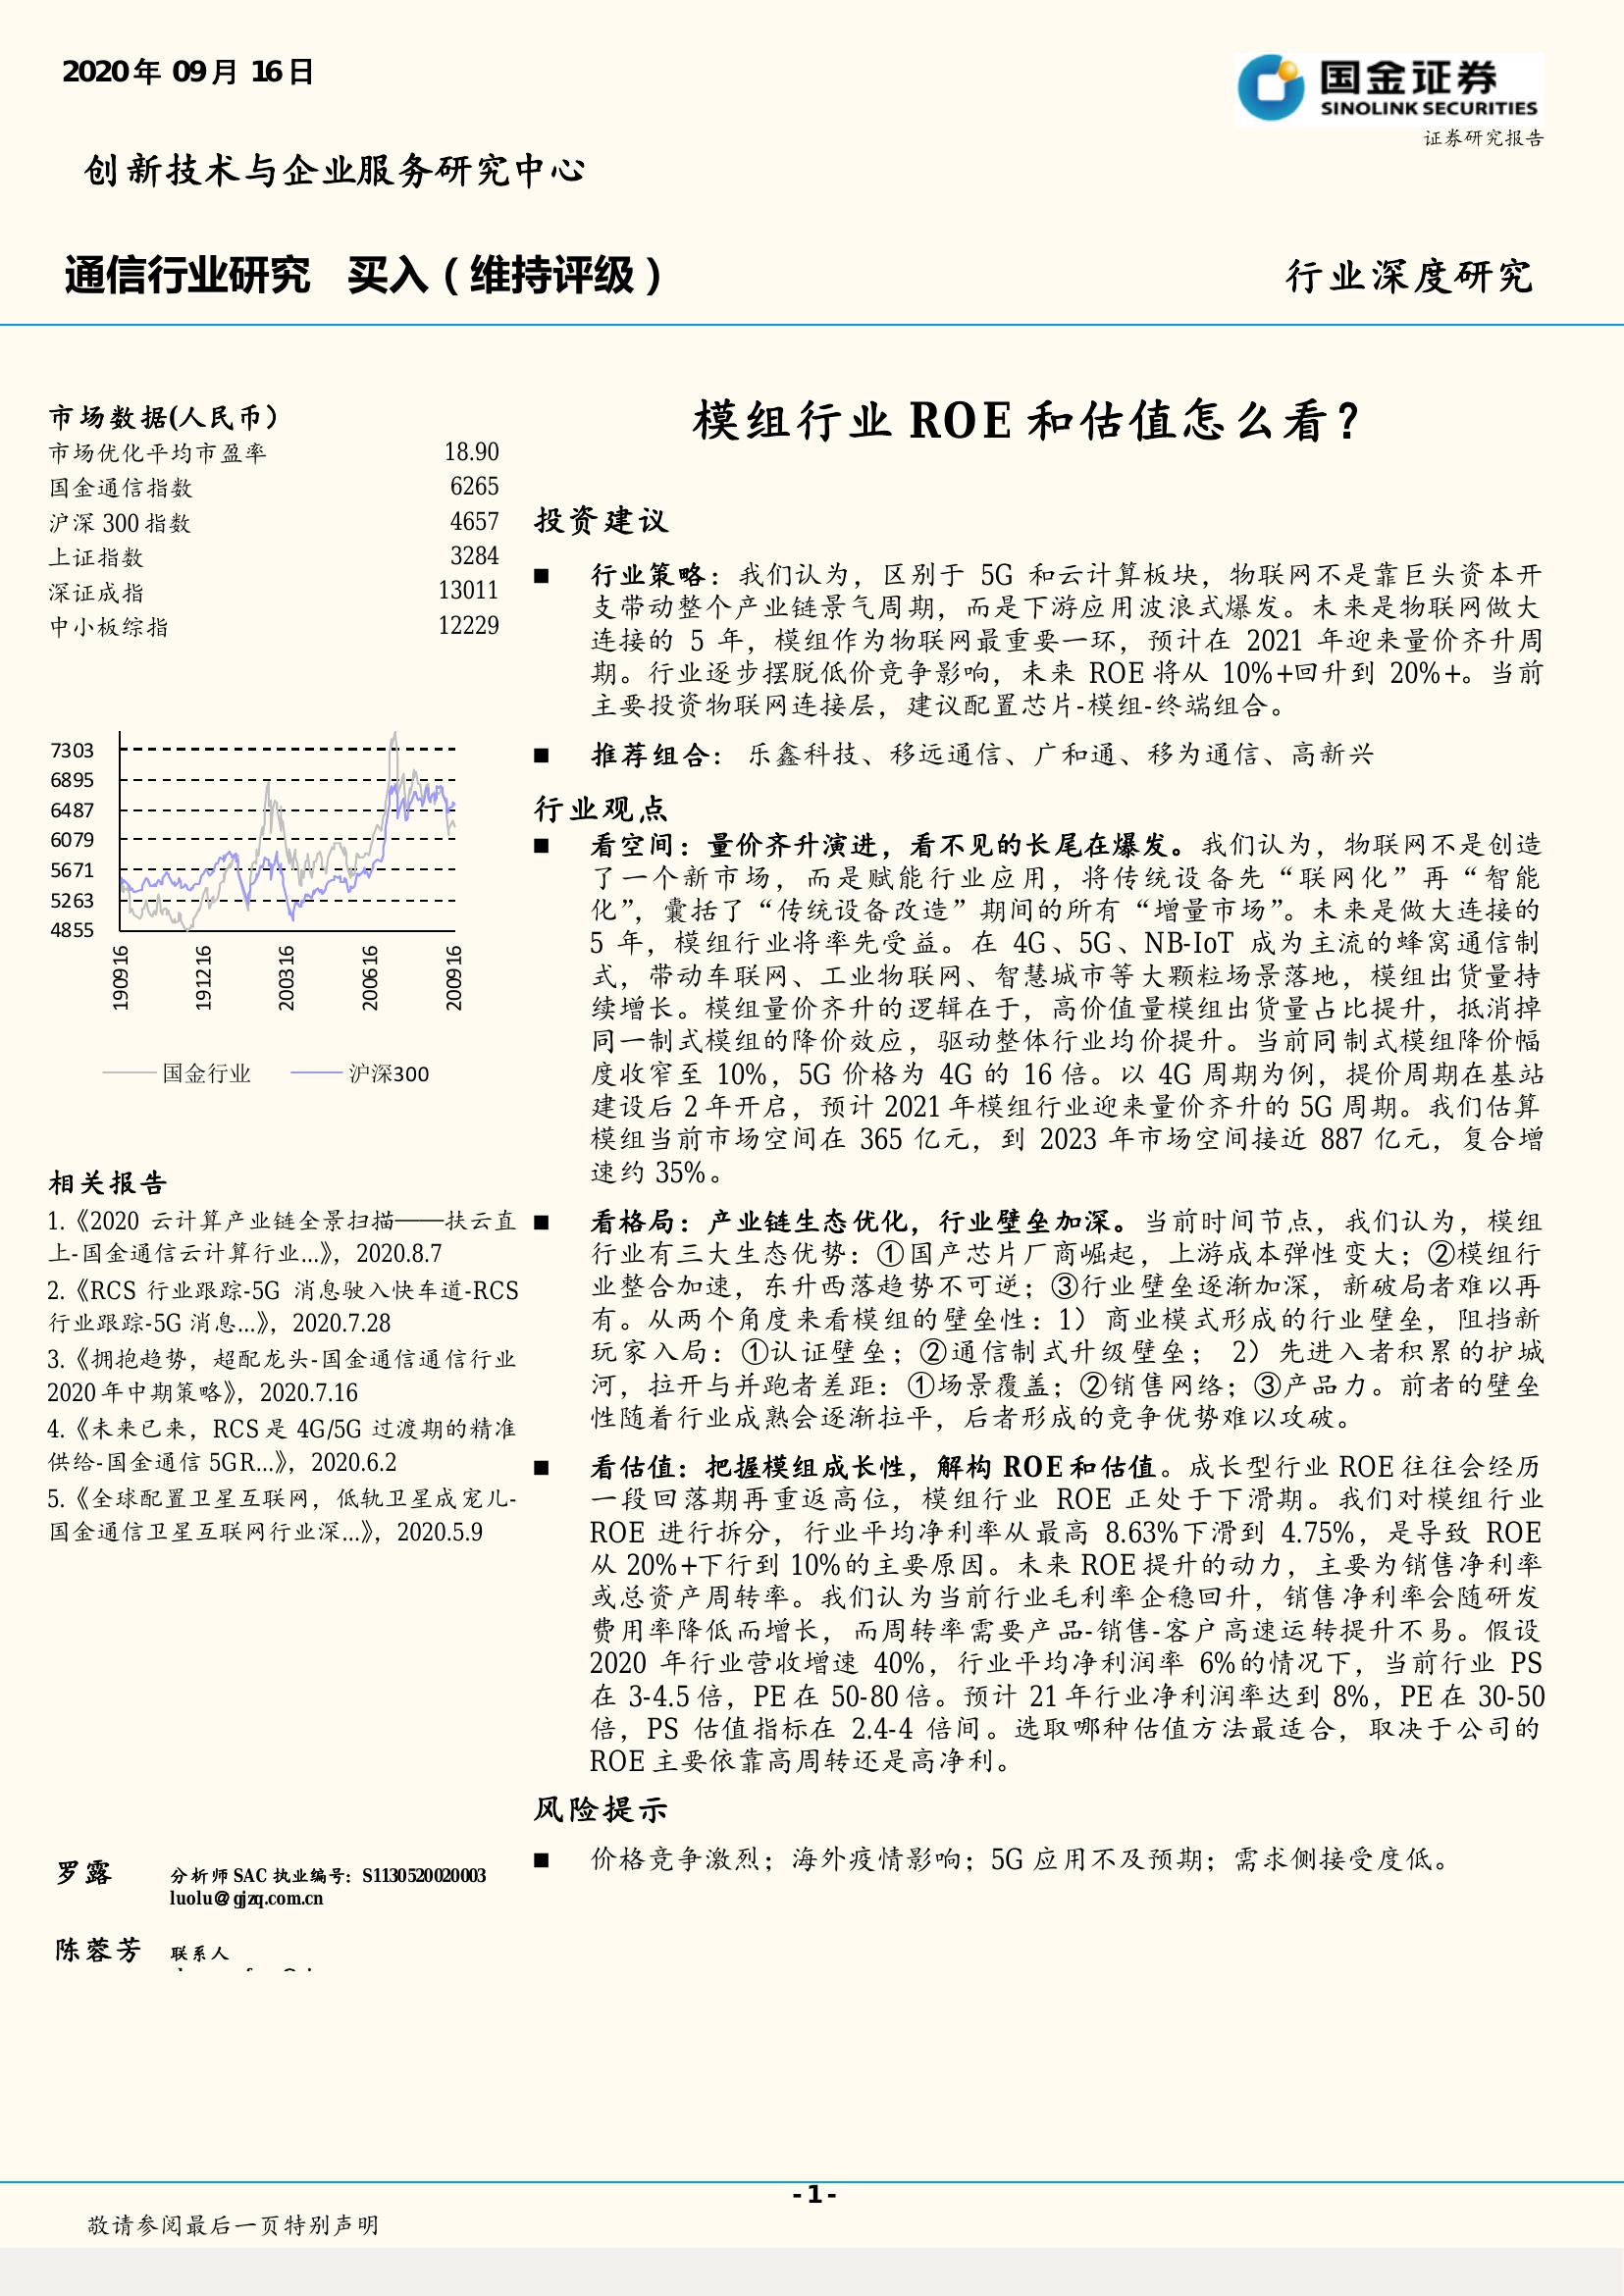 2020年 09月 16日
国金证券
SINOLINK SECURITIES
证券研究报告
创新技术与企业服务研究中心
通信行业研究 买入（维持评级）
行业深度研究
市场数据(人民币）
市场优化平均市盈率 18.90
国金通信指数 6265
沪深 300 指数 4657
上证指数 3284
深证成指 13011
中小板综指 12229
7303
6895
6487
6079
5671
5263
4855
190916
191216
200316
200616
200916
国金行业 沪深300
相关报告
1.《2020 云计算产业链全景扫描——扶云直
上-国金通信云计算行业...》，2020.8.7
2.《RCS 行业跟踪-5G 消息驶入快车道-RCS
行业跟踪-5G 消息...》，2020.7.28
3.《拥抱趋势，超配龙头-国金通信通信行业
2020 年中期策略》，2020.7.16
4.《未来已来，RCS 是 4G/5G 过渡期的精准
供给-国金通信 5GR...》，2020.6.2
5.《全球配置卫星互联网，低轨卫星成宠儿-
国金通信卫星互联网行业深...》，2020.5.9
罗露 分析师 SAC 执业编号：S1130520020003
luolu@gjzq.com.cn
陈蓉芳 联系人
模组行业 ROE 和估值怎么看？
投资建议
■ 行业策略：我们认为，区别于 5G 和云计算板块，物联网不是靠巨头资本开
支带动整个产业链景气周期，而是下游应用波浪式爆发。未来是物联网做大
连接的 5 年，模组作为物联网最重要一环，预计在 2021 年迎来量价齐升周
期。行业逐步摆脱低价竞争影响，未来 ROE 将从 10%+回升到 20%+。当前
主要投资物联网连接层，建议配置芯片-模组-终端组合。
■ 推荐组合： 乐鑫科技、移远通信、广和通、移为通信、高新兴
行业观点
■ 看空间：量价齐升演进，看不见的长尾在爆发。我们认为，物联网不是创造
了一个新市场，而是赋能行业应用，将传统设备先“联网化”再“智能
化”，囊括了“传统设备改造”期间的所有“增量市场”。未来是做大连接的
5 年，模组行业将率先受益。在 4G、5G、NB-IoT 成为主流的蜂窝通信制
式，带动车联网、工业物联网、智慧城市等大颗粒场景落地，模组出货量持
续增长。模组量价齐升的逻辑在于，高价值量模组出货量占比提升，抵消掉
同一制式模组的降价效应，驱动整体行业均价提升。当前同制式模组降价幅
度收窄至 10%，5G 价格为 4G 的 16 倍。以 4G 周期为例，提价周期在基站
建设后 2 年开启，预计 2021 年模组行业迎来量价齐升的 5G 周期。我们估算
模组当前市场空间在 365 亿元，到 2023 年市场空间接近 887 亿元，复合增
速约 35%。
■ 看格局：产业链生态优化，行业壁垒加深。当前时间节点，我们认为，模组
行业有三大生态优势：①国产芯片厂商崛起，上游成本弹性变大；②模组行
业整合加速，东升西落趋势不可逆；③行业壁垒逐渐加深，新破局者难以再
有。从两个角度来看模组的壁垒性：1）商业模式形成的行业壁垒，阻挡新
玩家入局：①认证壁垒；②通信制式升级壁垒； 2）先进入者积累的护城
河，拉开与并跑者差距：①场景覆盖；②销售网络；③产品力。前者的壁垒
性随着行业成熟会逐渐拉平，后者形成的竞争优势难以攻破。
■ 看估值：把握模组成长性，解构 ROE 和估值。成长型行业 ROE 往往会经历
一段回落期再重返高位，模组行业 ROE 正处于下滑期。我们对模组行业
ROE 进行拆分，行业平均净利率从最高 8.63%下滑到 4.75%，是导致 ROE
从 20%+下行到 10%的主要原因。未来 ROE 提升的动力，主要为销售净利率
或总资产周转率。我们认为当前行业毛利率企稳回升，销售净利率会随研发
费用率降低而增长，而周转率需要产品-销售-客户高速运转提升不易。假设
2020 年行业营收增速 40%，行业平均净利润率 6%的情况下，当前行业 PS
在 3-4.5 倍，PE 在 50-80 倍。预计 21 年行业净利润率达到 8%，PE 在 30-50
倍，PS 估值指标在 2.4-4 倍间。选取哪种估值方法最适合，取决于公司的
ROE 主要依靠高周转还是高净利。
风险提示
■ 价格竞争激烈；海外疫情影响；5G 应用不及预期；需求侧接受度低。
- 1 -
敬请参阅最后一页特别声明